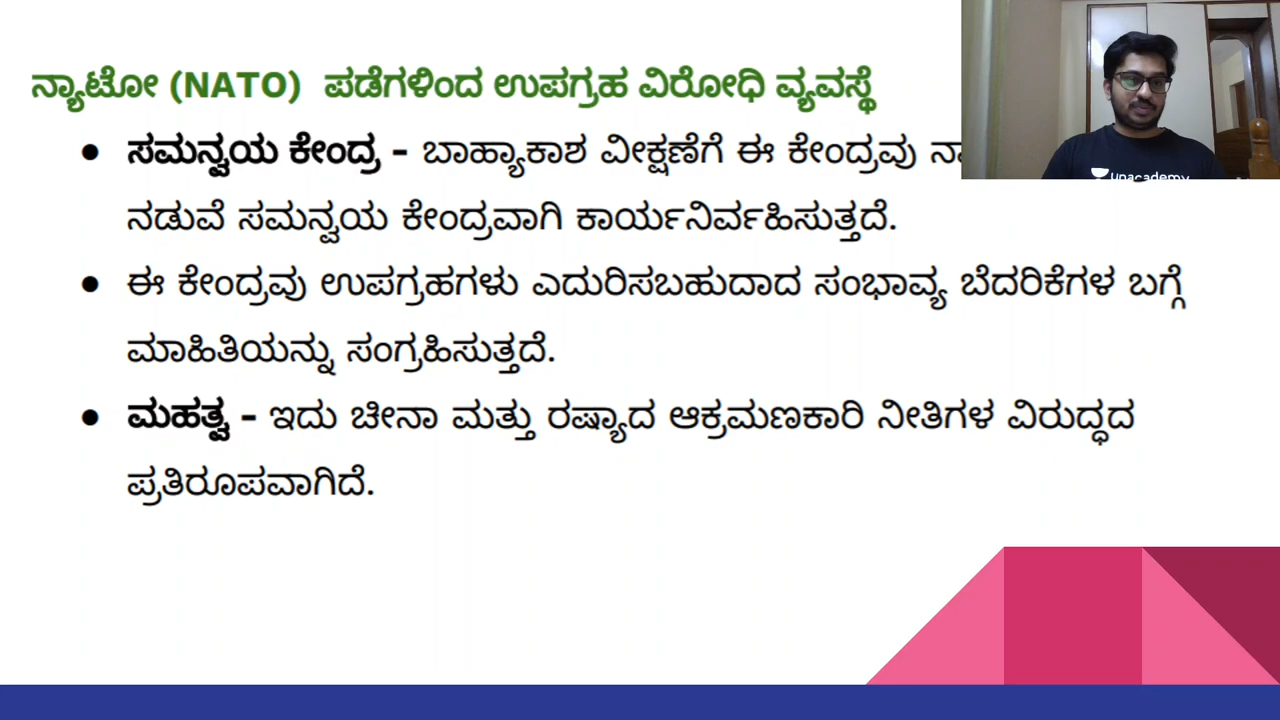 ನ್ಯಾಟೋ (NATO) ಪಡೆಗಳಿಂದ ಉಪಗ್ರಹ ವಿರೋಧಿ ವ್ಯವಸ್ಥೆ
● ಸಮನ್ವಯ ಕೇಂದ್ರ - ಬಾಹ್ಯಾಕಾಶ ವೀಕ್ಷಣೆಗೆ ಈ ಕೇಂದ್ರವು
ನಡುವೆ ಸಮನ್ವಯ ಕೇಂದ್ರವಾಗಿ ಕಾರ್ಯನಿರ್ವಹಿಸುತ್ತದೆ.
● ಈ ಕೇಂದ್ರವು ಉಪಗ್ರಹಗಳು ಎದುರಿಸಬಹುದಾದ ಸಂಭಾವ್ಯ ಬೆದರಿಕೆಗಳ ಬಗ್ಗೆ
ಮಾಹಿತಿಯನ್ನು ಸಂಗ್ರಹಿಸುತ್ತದೆ.
● ಮಹತ್ವ - ಇದು ಚೀನಾ ಮತ್ತು ರಷ್ಯಾದ ಆಕ್ರಮಣಕಾರಿ ನೀತಿಗಳ ವಿರುದ್ಧದ
ಪ್ರತಿರೂಪವಾಗಿದೆ.
unacademy